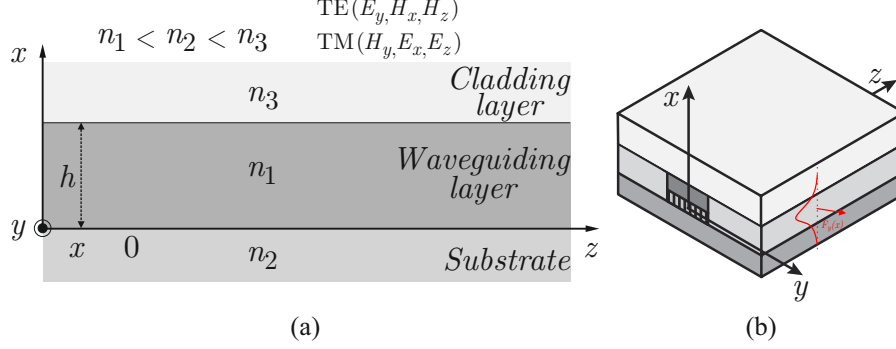 TE(E_y,H_x,H_z)
n_1 < n_2 < n_3
TM(H_y,E_x,E_z)
x
n_3
Cladding
layer
h
n_1
Waveguiding
layer
y
x
0
z
n_2
Substrate
(a)
x
z
F_y(x)
y
(b)